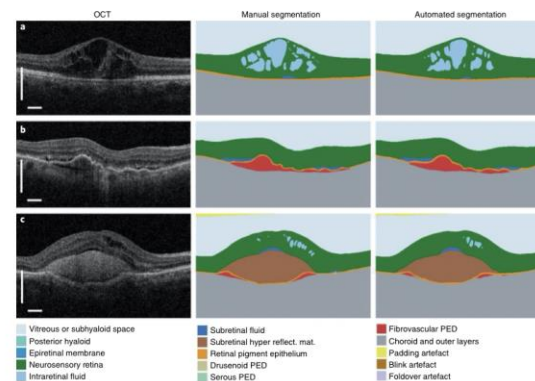 OCT Manual segmentation Automated segmentation
a
b
c
Vitreous or subhyaloid space
Posterior hyaloid
Epiretinal membrane
Neurosensory retina
Intraretinal fluid
Subretinal fluid
Subretinal hyper reflect. mat.
Retinal pigment epithelium
Drusenoid PED
Serous PED
Fibrovascular PED
Choroid and outer layers
Padding artefact
Blink artefact
Foldover artefact